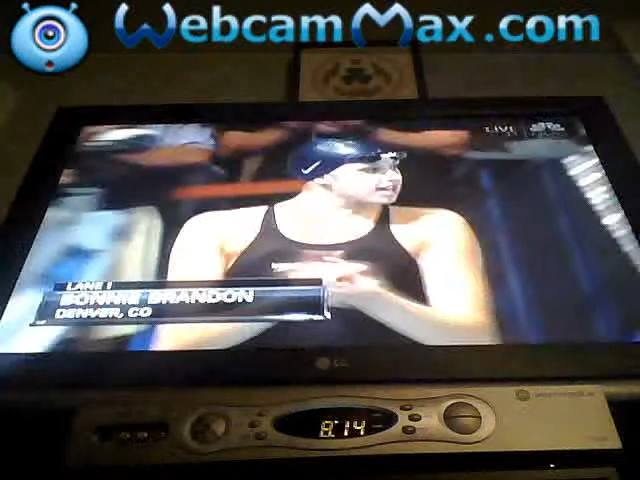 WebcamMax.com
LIVE
LANE 1
BONNIE BRANDON
DENVER, CO
LG
8:14